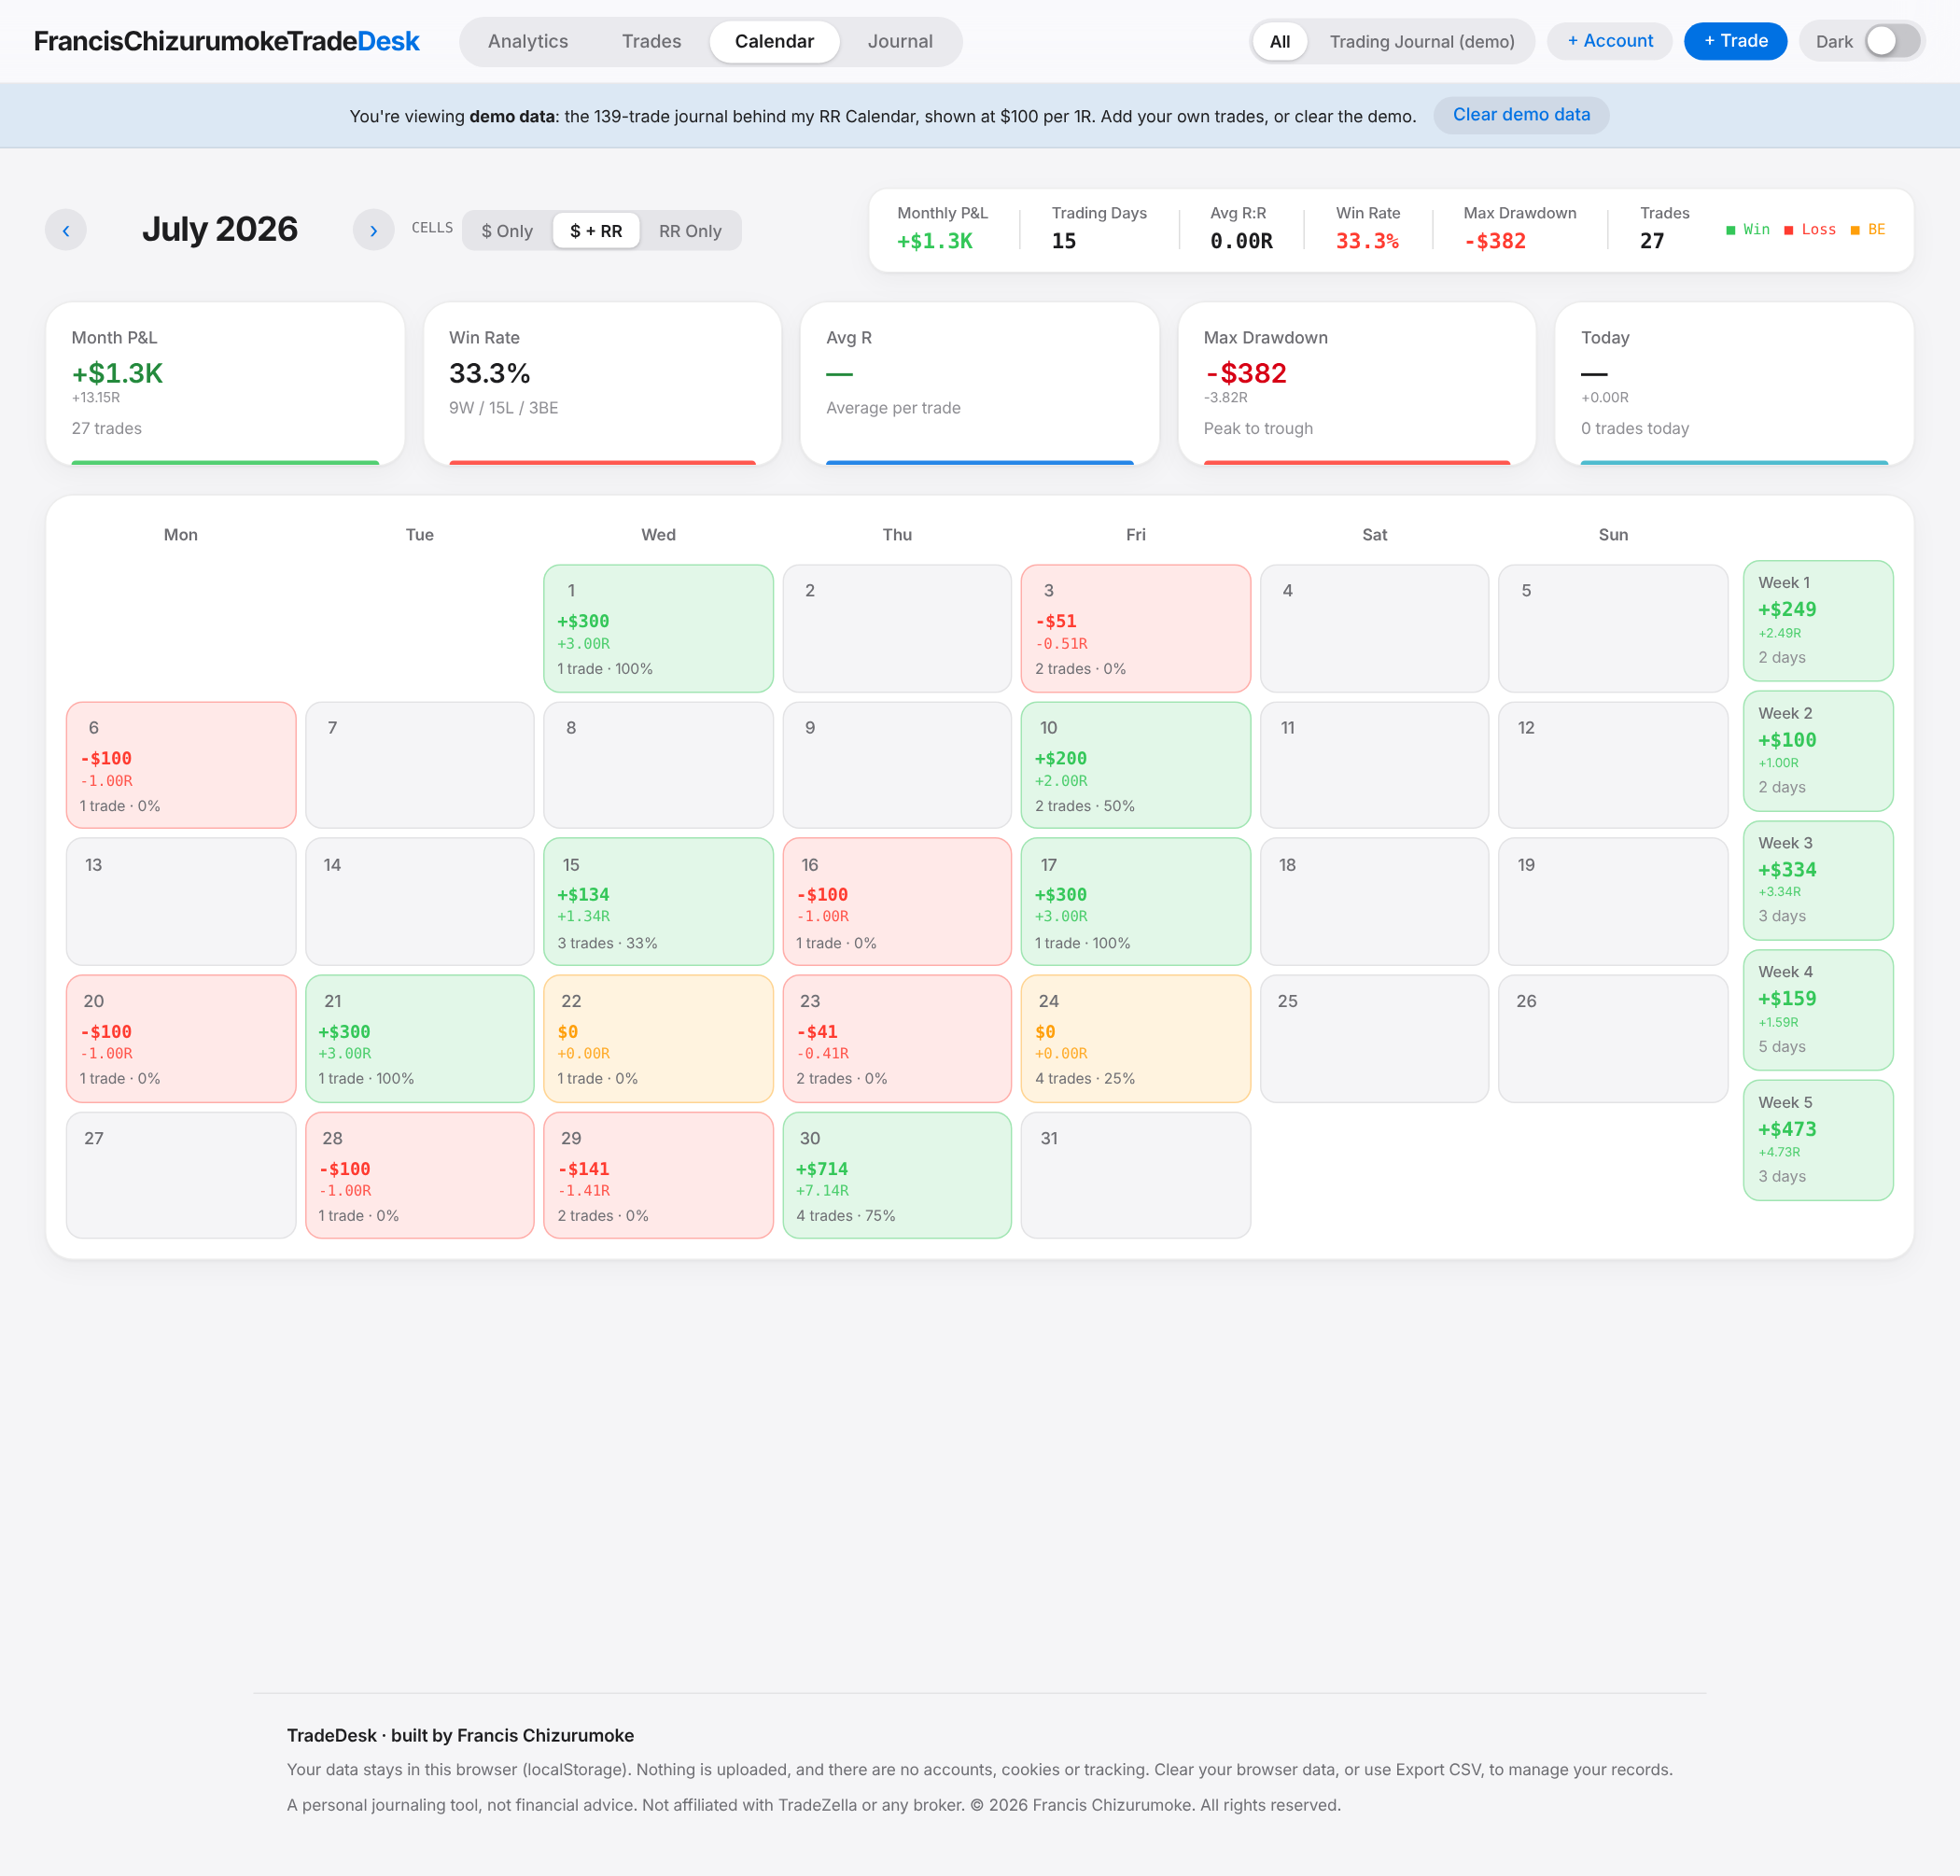 FrancisChizurumokeTradeDesk
Analytics Trades Calendar Journal
All Trading Journal (demo) + Account + Trade Dark
You're viewing demo data: the 139-trade journal behind my RR Calendar, shown at $100 per 1R. Add your own trades, or clear the demo. Clear demo data
‹ July 2026 › CELLS $ Only $ + RR RR Only
Monthly P&L Trading Days Avg R:R Win Rate Max Drawdown Trades
+$1.3K 15 0.00R 33.3% -$382 27
Win Loss BE
Month P&L
+$1.3K
+13.15R
27 trades
Win Rate
33.3%
9W / 15L / 3BE
Avg R
—
Average per trade
Max Drawdown
-$382
-3.82R
Peak to trough
Today
—
+0.00R
0 trades today
Mon Tue Wed Thu Fri Sat Sun
1
+$300
+3.00R
1 trade · 100%
2
3
-$51
-0.51R
2 trades · 0%
4
5
Week 1
+$249
+2.49R
2 days
6
-$100
-1.00R
1 trade · 0%
7
8
9
10
+$200
+2.00R
2 trades · 50%
11
12
Week 2
+$100
+1.00R
2 days
13
14
15
+$134
+1.34R
3 trades · 33%
16
-$100
-1.00R
1 trade · 0%
17
+$300
+3.00R
1 trade · 100%
18
19
Week 3
+$334
+3.34R
3 days
20
-$100
-1.00R
1 trade · 0%
21
+$300
+3.00R
1 trade · 100%
22
$0
+0.00R
1 trade · 0%
23
-$41
-0.41R
2 trades · 0%
24
$0
+0.00R
4 trades · 25%
25
26
Week 4
+$159
+1.59R
5 days
27
28
-$100
-1.00R
1 trade · 0%
29
-$141
-1.41R
2 trades · 0%
30
+$714
+7.14R
4 trades · 75%
31
Week 5
+$473
+4.73R
3 days
TradeDesk · built by Francis Chizurumoke
Your data stays in this browser (localStorage). Nothing is uploaded, and there are no accounts, cookies or tracking. Clear your browser data, or use Export CSV, to manage your records.
A personal journaling tool, not financial advice. Not affiliated with TradeZella or any broker. © 2026 Francis Chizurumoke. All rights reserved.